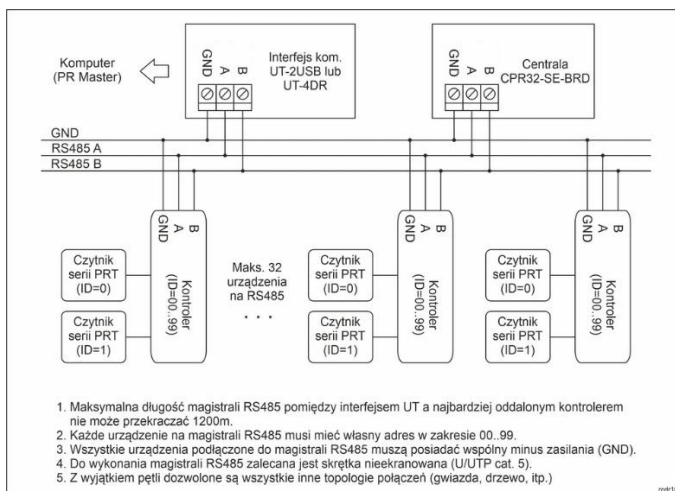 Komputer
(PR Master)
Interfejs kom.
UT-2USB lub
UT-4DR
GND
A
B
Centrala
CPR32-SE-BRD
GND
A
B
GND
RS485 A
RS485 B
GND
A
B
Kontroler
(ID=00..99)
Czytnik
serii PRT
(ID=0)
Czytnik
serii PRT
(ID=1)
Maks. 32
urządzenia
na RS485
. . .
GND
A
B
Kontroler
(ID=00..99)
Czytnik
serii PRT
(ID=0)
Czytnik
serii PRT
(ID=1)
GND
A
B
Kontroler
(ID=00..99)
Czytnik
serii PRT
(ID=0)
Czytnik
serii PRT
(ID=1)
1. Maksymalna długość magistrali RS485 pomiędzy interfejsem UT a najbardziej oddalonym kontrolerem
nie może przekraczać 1200m.
2. Każde urządzenie na magistrali RS485 musi mieć własny adres w zakresie 00..99.
3. Wszystkie urządzenia podłączone do magistrali RS485 muszą posiadać wspólny minus zasilania (GND).
4. Do wykonania magistrali RS485 zalecana jest skrętka nieekranowana (U/UTP cat. 5).
5. Z wyjątkiem pętli dozwolone są wszystkie inne topologie połączeń (gwiazda, drzewo, itp.)